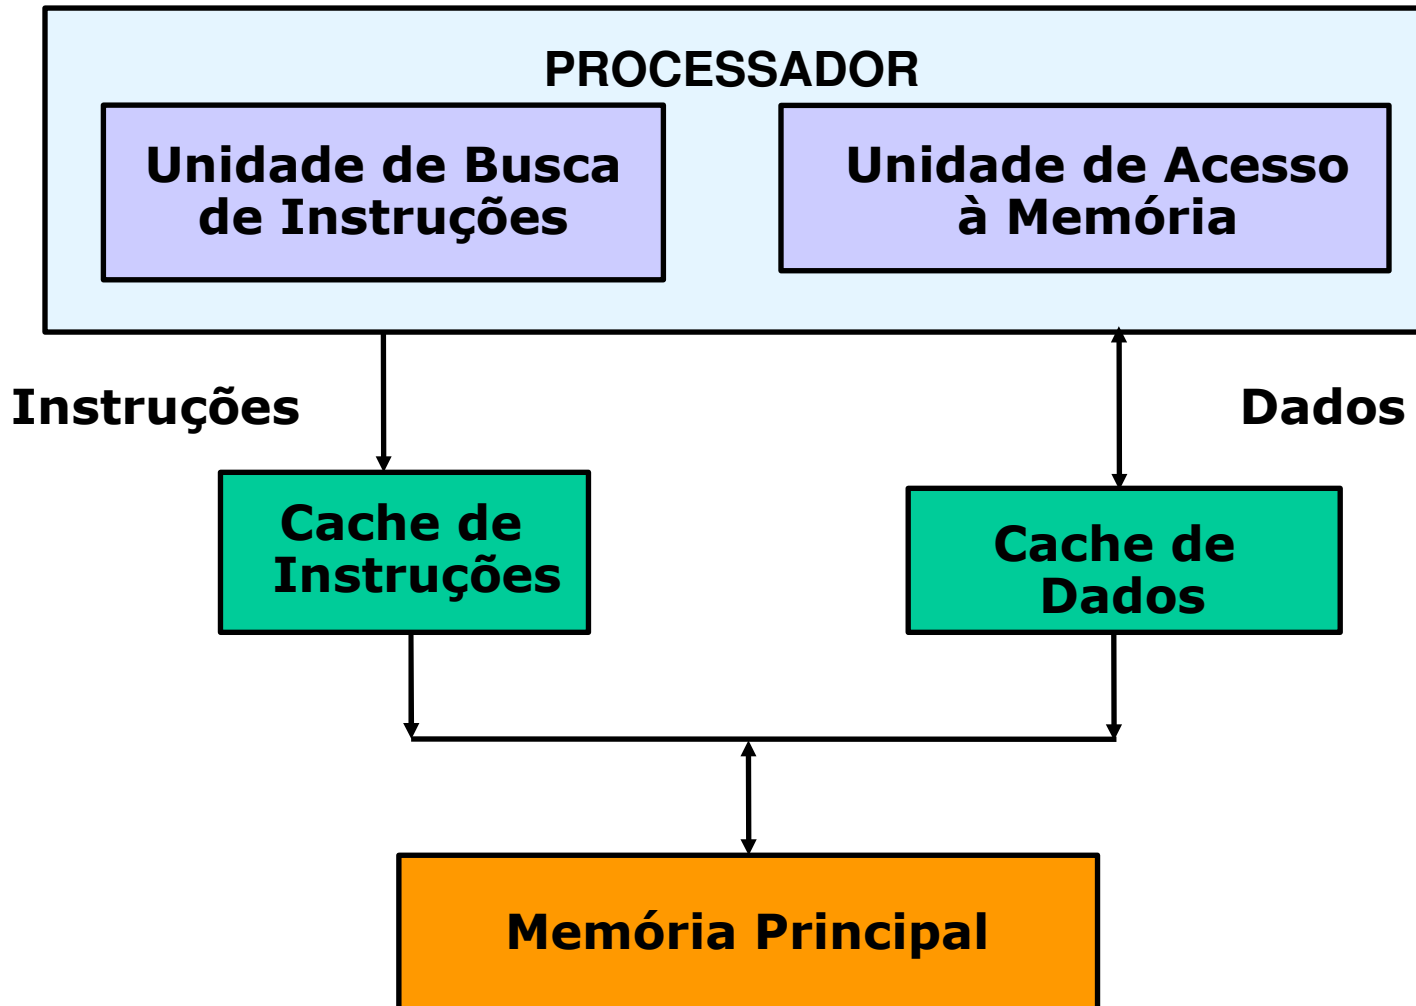 PROCESSADOR
Unidade de Busca
de Instruções
Unidade de Acesso
à Memória
Instruções
Dados
Cache de
Instruções
Cache de
Dados
Memória Principal